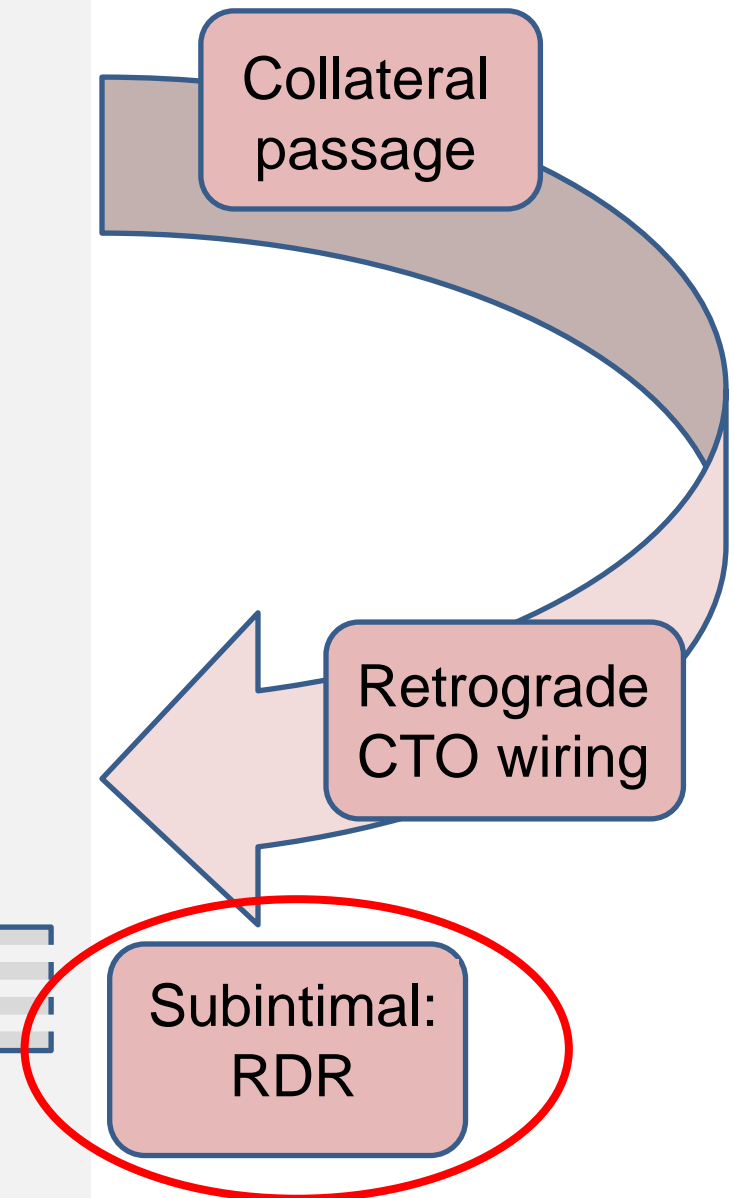 Collateral
passage
Retrograde
CTO wiring
Subintimal:
RDR